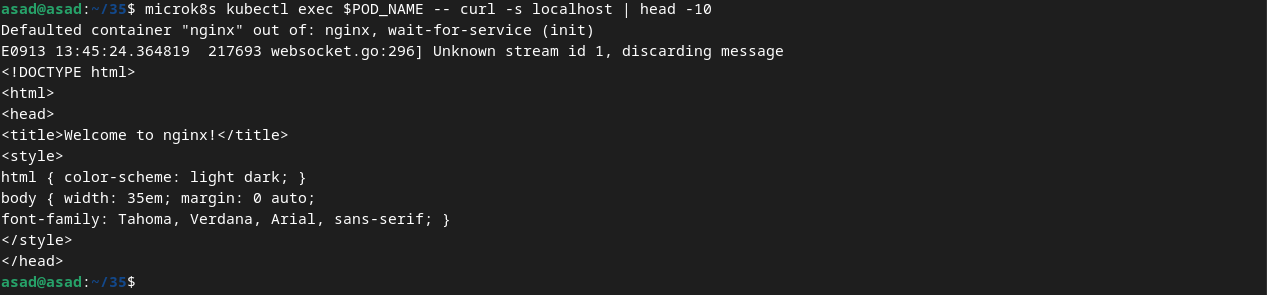 asad@asad:~/35$ microk8s kubectl exec $POD_NAME -- curl -s localhost | head -10
Defaulted container "nginx" out of: nginx, wait-for-service (init)
E0913 13:45:24.364819  217693 websocket.go:296] Unknown stream id 1, discarding message
<!DOCTYPE html>
<html>
<head>
<title>Welcome to nginx!</title>
<style>
html { color-scheme: light dark; }
body { width: 35em; margin: 0 auto;
font-family: Tahoma, Verdana, Arial, sans-serif; }
</style>
</head>
asad@asad:~/35$